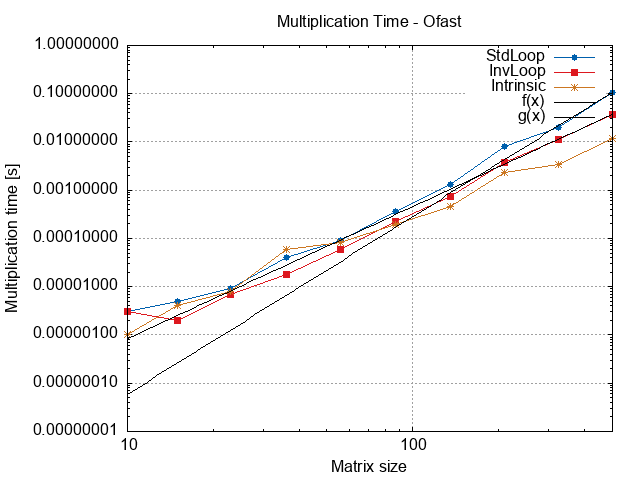 Multiplication Time - Ofast
1.00000000
0.10000000
0.01000000
0.00100000
0.00010000
0.00001000
0.00000100
0.00000010
0.00000001
Multiplication time [s]
StdLoop
InvLoop
Intrinsic
f(x)
g(x)
10
100
Matrix size